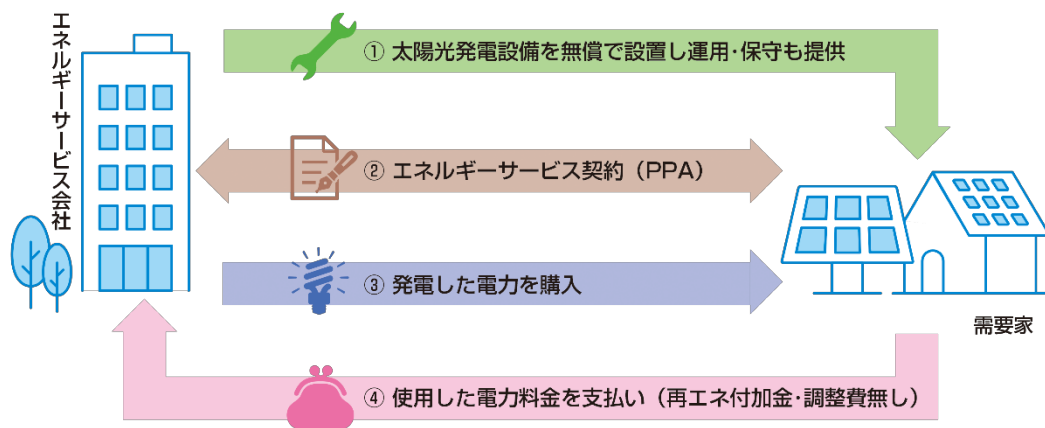 エネルギーサービス会社
① 太陽光発電設備を無償で設置し運用・保守も提供
② エネルギーサービス契約（PPA）
③ 発電した電力を購入
需要家
④ 使用した電力料金を支払い（再エネ付加金・調整費無し）